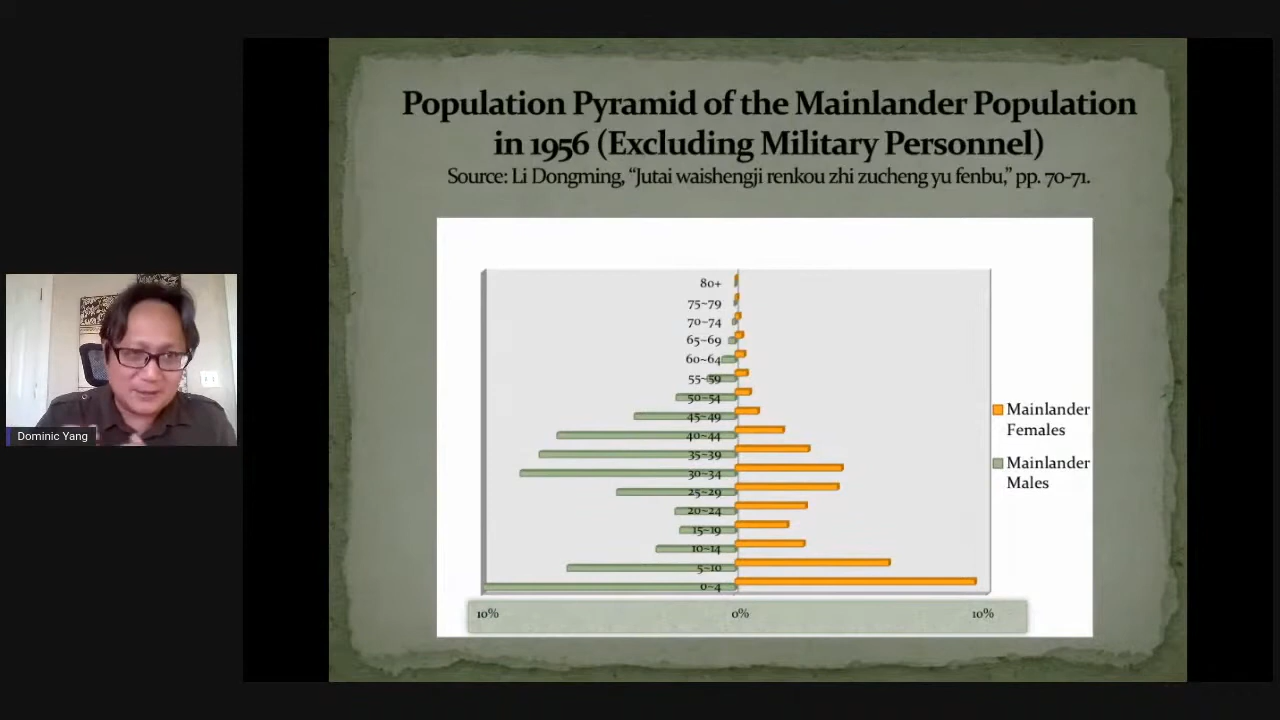 Population Pyramid of the Mainlander Population
in 1956 (Excluding Military Personnel)
Source: Li Dongming, “Jutai waishengji renkou zhi zucheng yu fenbu,” pp. 70-71.
80+
75~79
70~74
65~69
60~64
55~59
50~54
45~49
40~44
35~39
30~34
25~29
20~24
15~19
10~14
5~10
0~4
10% 0% 10%
Mainlander
Females
Mainlander
Males
Dominic Yang